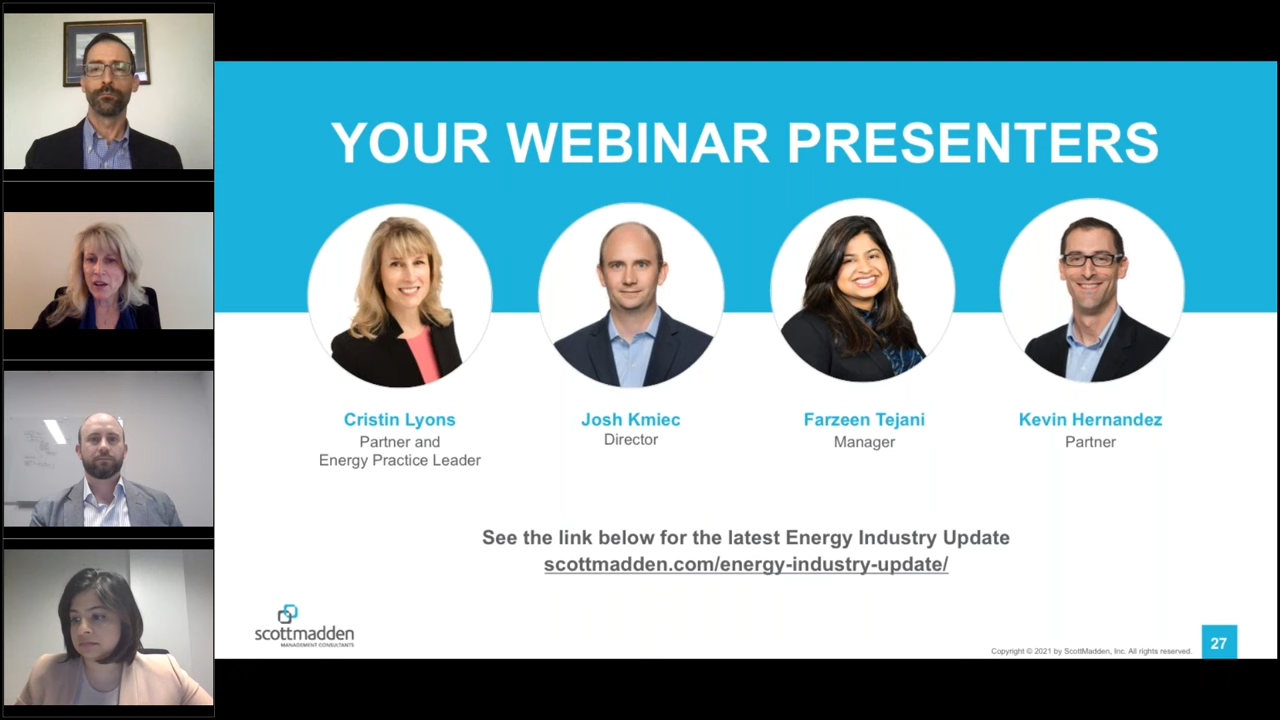 YOUR WEBINAR PRESENTERS
Cristin Lyons
Partner and
Energy Practice Leader
Josh Kmiec
Director
Farzeen Tejani
Manager
Kevin Hernandez
Partner
See the link below for the latest Energy Industry Update
scottmadden.com/energy-industry-update/
scottmadden
MANAGEMENT CONSULTANTS
Copyright © 2021 by ScottMadden, Inc. All rights reserved.
27